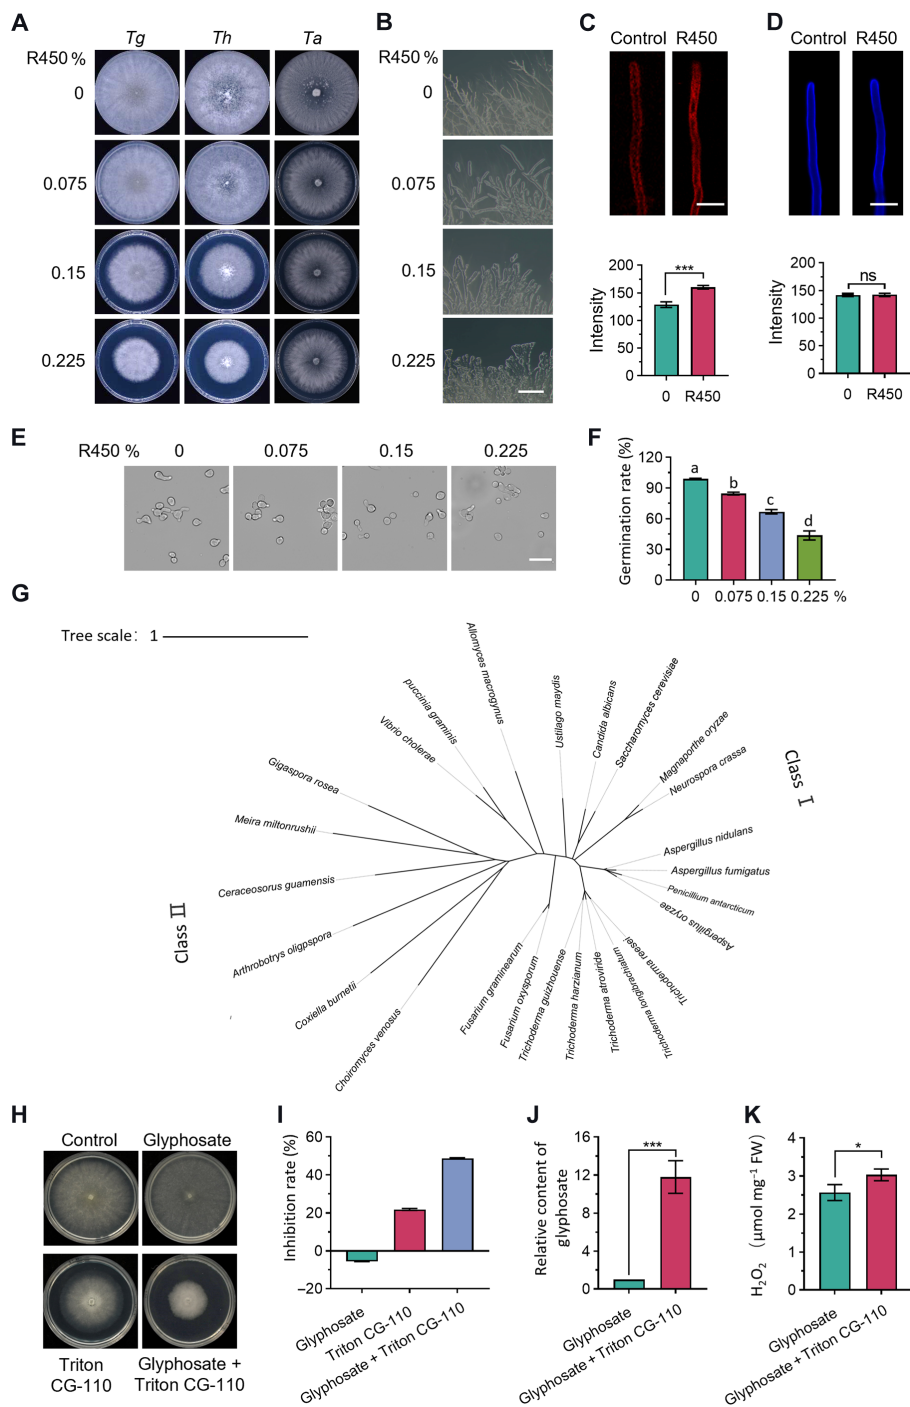 A
Tg Th Ta
R450 %
0
0.075
0.15
0.225
B
R450 %
0
0.075
0.15
0.225
C
Control R450
200
150
100
50
0
Intensity
***
0 R450
D
Control R450
200
150
100
50
0
Intensity
ns
0 R450
E
R450 % 0 0.075 0.15 0.225
F
Germination rate (%)
120
90
60
30
0
a
b
c
d
0 0.075 0.15 0.225 %
G
Tree scale: 1
Allomyces macrogynus
puccinia graminis
Vibrio cholerae
Gigaspora rosea
Meira miltonrushii
Ceraceosorus guamensis
Arthrobotrys oligpspora
Coxiella burnetii
Choiromyces venosus
Class II
Ustilago maydis
Candida albicans
Saccharomyces cerevisiae
Magnaporthe oryzae
Neurospora crassa
Class I
Aspergillus nidulans
Aspergillus fumigatus
Penicillium antarcticum
Aspergillus oryzae
Trichoderma reesei
Trichoderma longibrachiatum
Trichoderma atroviride
Trichoderma harzianum
Trichoderma guizhouense
Fusarium oxysporum
Fusarium graminearum
H
Control Glyphosate
Triton
CG-110
Glyphosate +
Triton CG-110
I
Inhibition rate (%)
60
40
20
0
−20
Glyphosate
Triton CG-110
Glyphosate + Triton CG-110
J
Relative content of
glyphosate
16
12
8
4
0
***
Glyphosate
Glyphosate + Triton CG-110
K
H₂O₂ (μmol mg⁻¹ FW)
4
3
2
1
0
*
Glyphosate
Glyphosate + Triton CG-110